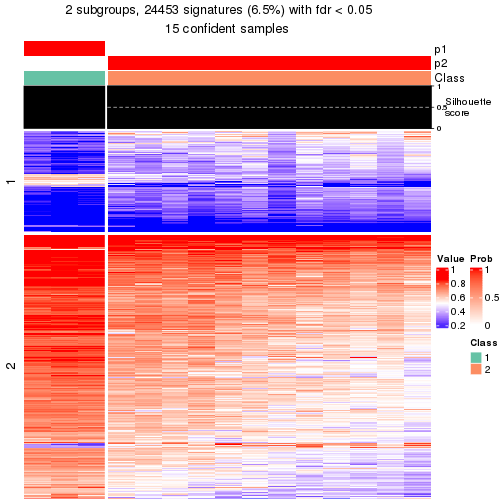 2 subgroups, 24453 signatures (6.5%) with fdr < 0.05
15 confident samples
p1
p2
Class
1
0.5
0
Silhouette
score
1
2
Value
1
0.8
0.6
0.4
0.2
Prob
1
0.5
0
Class
1
2